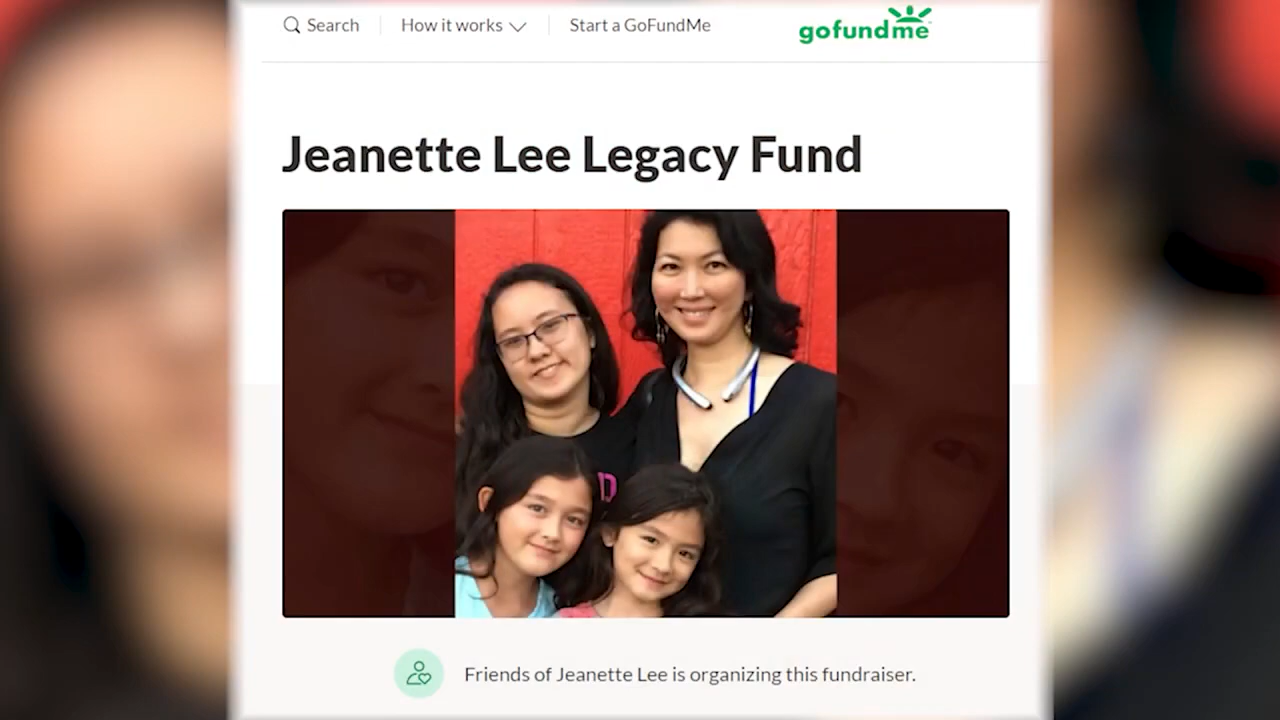 Search How it works Start a GoFundMe gofundme
Jeanette Lee Legacy Fund
Friends of Jeanette Lee is organizing this fundraiser.